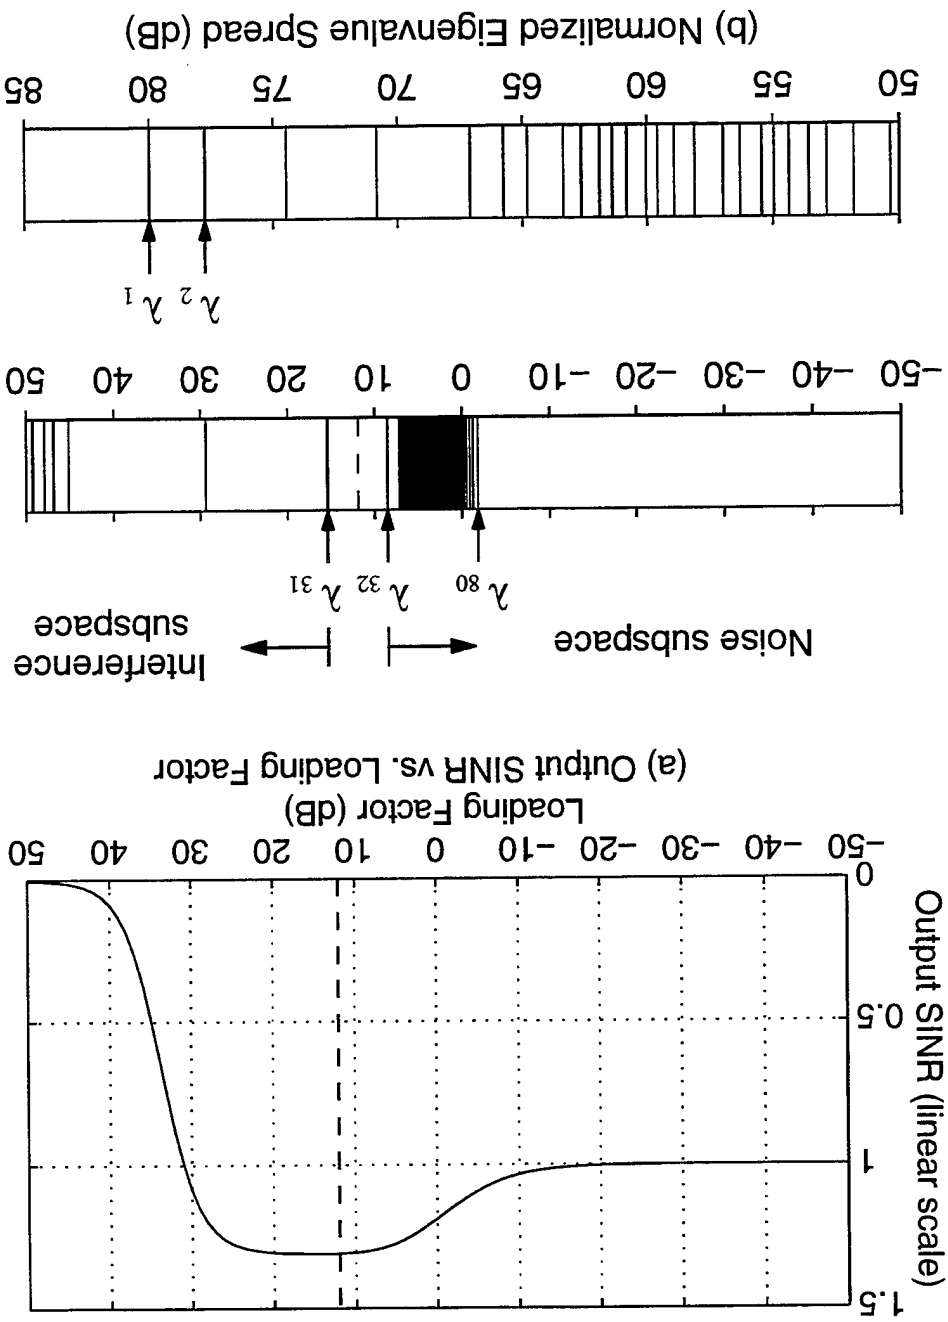 Output SINR (linear scale)
1.5
1
0.5
0
−50 −40 −30 −20 −10 0 10 20 30 40 50
Loading Factor (dB)
(a) Output SINR vs. Loading Factor
Noise subspace
Interference
subspace
λ 80 λ 32 λ 31
−50 −40 −30 −20 −10 0 10 20 30 40 50
λ 2 λ 1
50 55 60 65 70 75 80 85
(b) Normalized Eigenvalue Spread (dB)